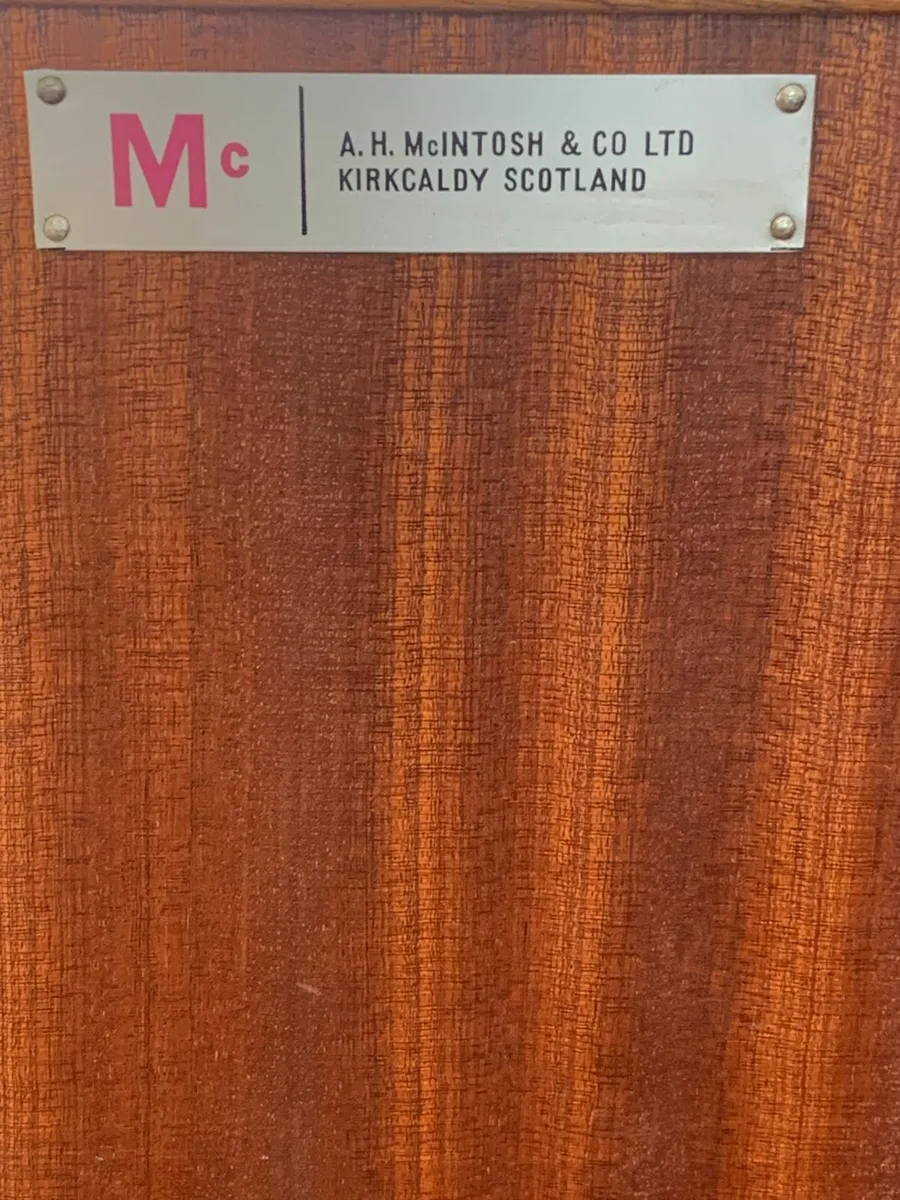 Mc
A. H. McINTOSH & CO LTD
KIRKCALDY SCOTLAND